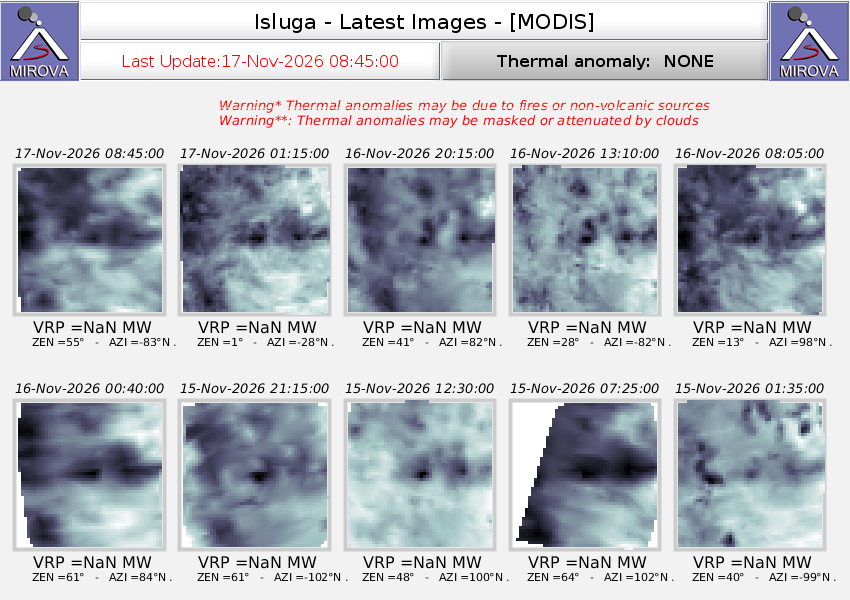 Isluga - Latest Images - [MODIS]
MIROVA
Last Update:17-Nov-2026 08:45:00
Thermal anomaly: NONE
MIROVA
Warning* Thermal anomalies may be due to fires or non-volcanic sources
Warning**: Thermal anomalies may be masked or attenuated by clouds
17-Nov-2026 08:45:00 17-Nov-2026 01:15:00 16-Nov-2026 20:15:00 16-Nov-2026 13:10:00 16-Nov-2026 08:05:00
VRP =NaN MW VRP =NaN MW VRP =NaN MW VRP =NaN MW VRP =NaN MW
ZEN =55° - AZI =-83°N . ZEN =1° - AZI =-28°N . ZEN =41° - AZI =82°N . ZEN =28° - AZI =-82°N . ZEN =13° - AZI =98°N .
16-Nov-2026 00:40:00 15-Nov-2026 21:15:00 15-Nov-2026 12:30:00 15-Nov-2026 07:25:00 15-Nov-2026 01:35:00
VRP =NaN MW VRP =NaN MW VRP =NaN MW VRP =NaN MW VRP =NaN MW
ZEN =61° - AZI =84°N . ZEN =61° - AZI =-102°N . ZEN =48° - AZI =100°N . ZEN =64° - AZI =102°N . ZEN =40° - AZI =-99°N .